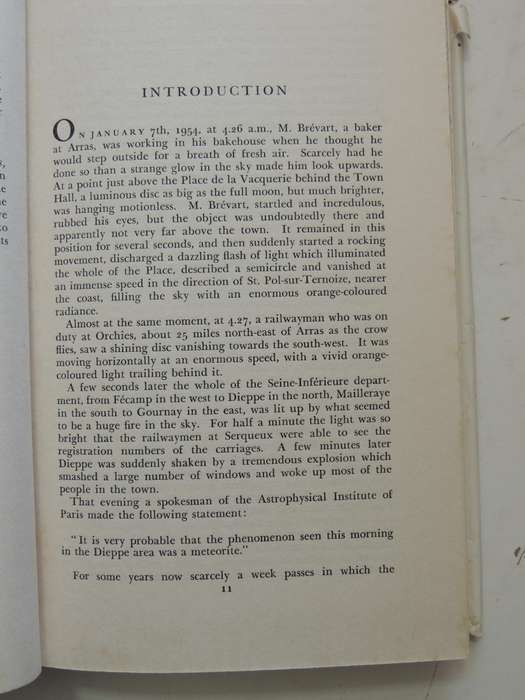 INTRODUCTION
ON JANUARY 7th, 1954, at 4.26 a.m., M. Brévart, a baker
at Arras, was working in his bakehouse when he thought he
would step outside for a breath of fresh air. Scarcely had he
done so than a strange glow in the sky made him look upwards.
At a point just above the Place de la Vacquerie behind the Town
Hall, a luminous disc as big as the full moon, but much brighter,
was hanging motionless. M. Brévart, startled and incredulous,
rubbed his eyes, but the object was undoubtedly there and
apparently not very far above the town. It remained in this
position for several seconds, and then suddenly started a rocking
movement, discharged a dazzling flash of light which illuminated
the whole of the Place, described a semicircle and vanished at
an immense speed in the direction of St. Pol-sur-Ternoize, nearer
the coast, filling the sky with an enormous orange-coloured
radiance.
Almost at the same moment, at 4.27, a railwayman who was on
duty at Orchies, about 25 miles north-east of Arras as the crow
flies, saw a shining disc vanishing towards the south-west. It was
moving horizontally at an enormous speed, with a vivid orange-
coloured light trailing behind it.
A few seconds later the whole of the Seine-Inférieure depart-
ment, from Fécamp in the west to Dieppe in the north, Mailleraye
in the south to Gournay in the east, was lit up by what seemed
to be a huge fire in the sky. For half a minute the light was so
bright that the railwaymen at Serqueux were able to see the
registration numbers of the carriages. A few minutes later
Dieppe was suddenly shaken by a tremendous explosion which
smashed a large number of windows and woke up most of the
people in the town.
That evening a spokesman of the Astrophysical Institute of
Paris made the following statement:
"It is very probable that the phenomenon seen this morning
in the Dieppe area was a meteorite."
For some years now scarcely a week passes in which the
11